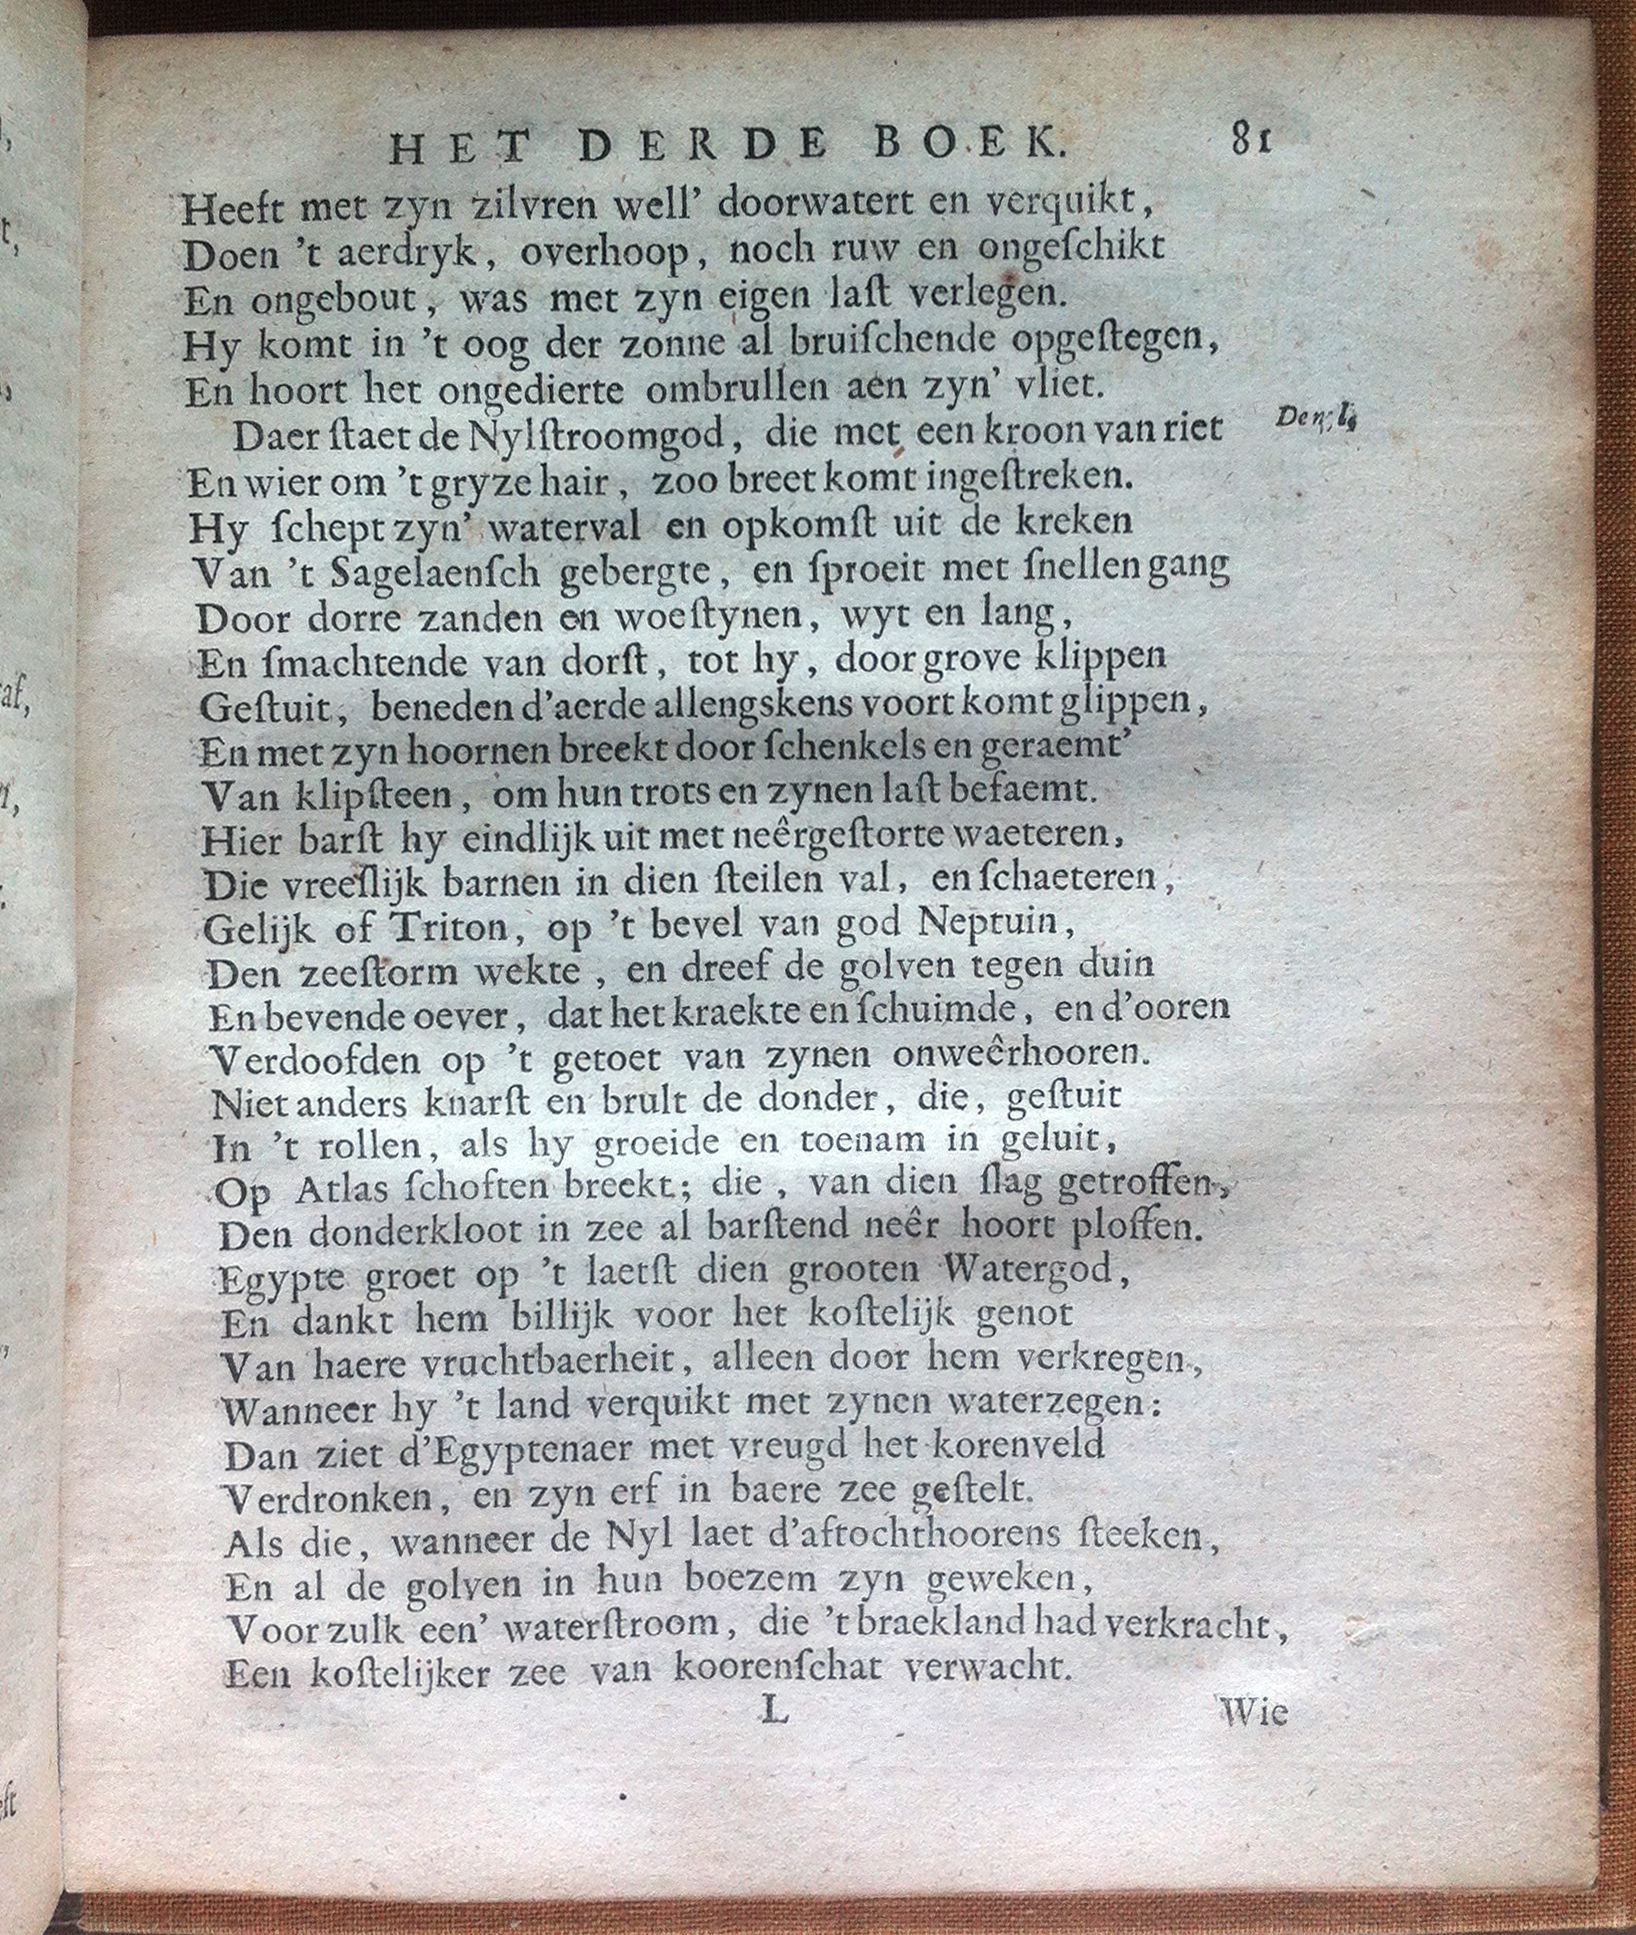 HET DERDE BOEK. 81
Heeft met zyn zilvren well’ doorwatert en verquikt,
Doen ’t aerdryk, overhoop, noch ruw en ongeſchikt
En ongebout, was met zyn eigen laſt verlegen.
Hy komt in ’t oog der zonne al bruiſchende opgeſtegen,
En hoort het ongedierte ombrullen aen zyn’ vliet.
Daer ſtaet de Nylſtroomgod, die met een kroon van riet
En wier om ’t gryze hair, zoo breet komt ingeſtreken.
Hy ſchept zyn’ waterval en opkomſt uit de kreken
Van ’t Sagelaenſch gebergte, en ſproeit met ſnellen gang
Door dorre zanden en woeſtynen, wyt en lang,
En ſmachtende van dorſt, tot hy, door grove klippen
Geſtuit, beneden d’aerde allengskens voort komt glippen,
En met zyn hoornen breekt door ſchenkels en geraemt’
Van klipſteen, om hun trots en zynen laſt befaemt.
Hier barſt hy eindlijk uit met neêrgeſtorte waeteren,
Die vreeſlijk barnen in dien ſteilen val, en ſchaeteren,
Gelijk of Triton, op ’t bevel van god Neptuin,
Den zeeſtorm wekte, en dreef de golven tegen duin
En bevende oever, dat het kraekte en ſchuimde, en d’ooren
Verdoofden op ’t getoet van zynen onweêrhooren.
Niet anders knarſt en brult de donder, die, geſtuit
In ’t rollen, als hy groeide en toenam in geluit,
Op Atlas ſchoften breekt; die, van dien ſlag getroffen,
Den donderkloot in zee al barſtend neêr hoort ploffen.
Egypte groet op ’t laetſt dien grooten Watergod,
En dankt hem billijk voor het koſtelijk genot
Van haere vruchtbaerheit, alleen door hem verkregen,
Wanneer hy ’t land verquikt met zynen waterzegen:
Dan ziet d’Egyptenaer met vreugd het korenveld
Verdronken, en zyn erf in baere zee geſtelt.
Als die, wanneer de Nyl laet d’aftochthoorens ſteeken,
En al de golven in hun boezem zyn geweken,
Voor zulk een’ waterſtroom, die ’t braekland had verkracht,
Een koſtelijker zee van koorenſchat verwacht.
L Wie